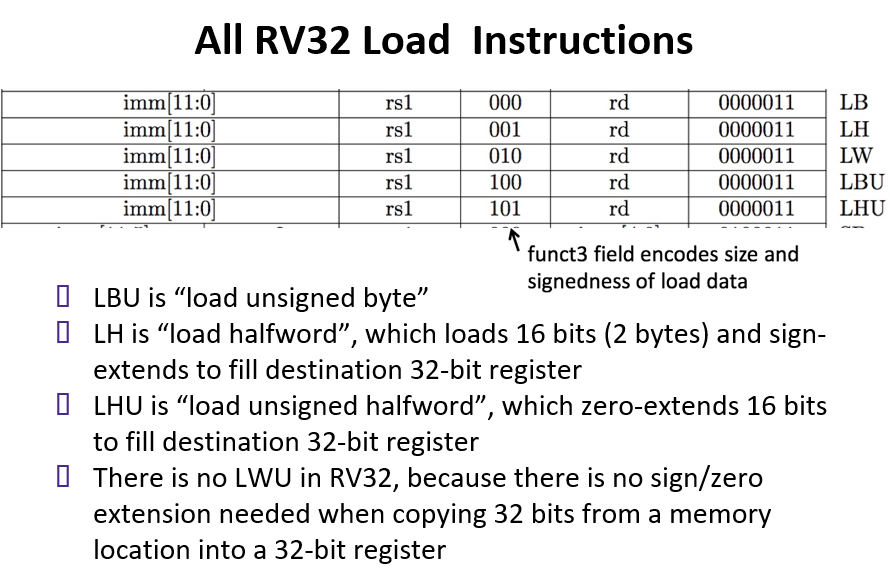 All RV32 Load Instructions
imm[11:0] rs1 000 rd 0000011 LB
imm[11:0] rs1 001 rd 0000011 LH
imm[11:0] rs1 010 rd 0000011 LW
imm[11:0] rs1 100 rd 0000011 LBU
imm[11:0] rs1 101 rd 0000011 LHU
funct3 field encodes size and
signedness of load data
LBU is “load unsigned byte”
LH is “load halfword”, which loads 16 bits (2 bytes) and sign-
extends to fill destination 32-bit register
LHU is “load unsigned halfword”, which zero-extends 16 bits
to fill destination 32-bit register
There is no LWU in RV32, because there is no sign/zero
extension needed when copying 32 bits from a memory
location into a 32-bit register